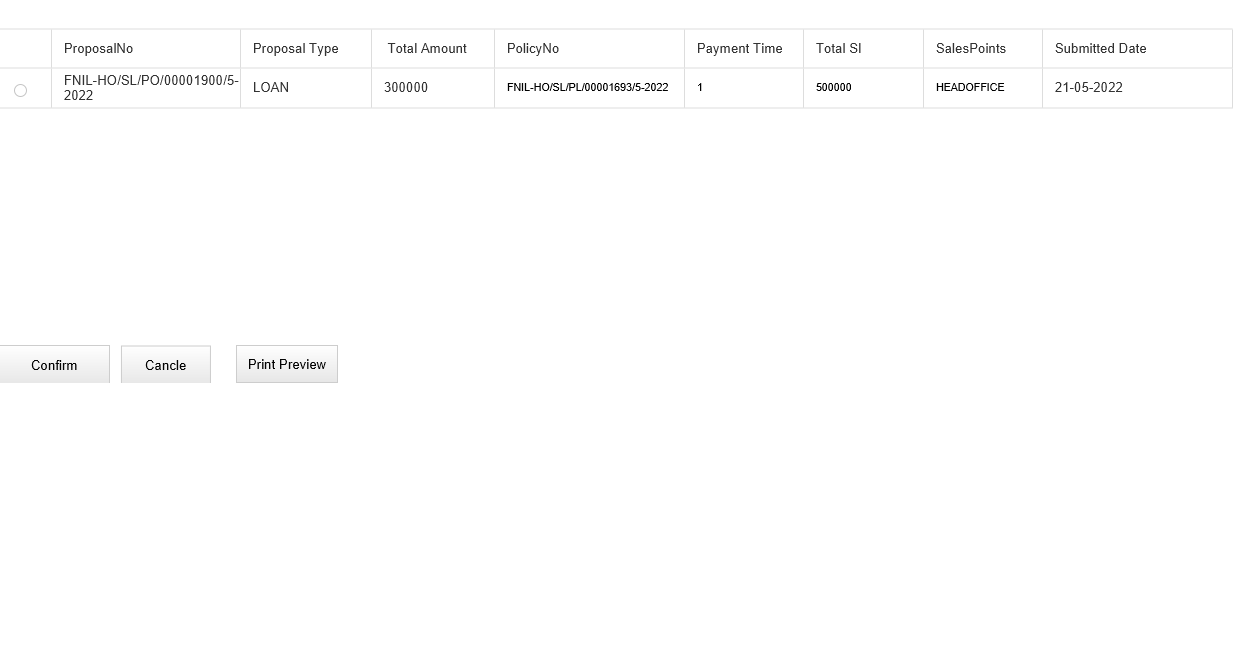 ProposalNo Proposal Type Total Amount PolicyNo Payment Time Total SI SalesPoints Submitted Date
FNIL-HO/SL/PO/00001900/5-
2022 LOAN 300000 FNIL-HO/SL/PL/00001693/5-2022 1 500000 HEADOFFICE 21-05-2022
Confirm Cancle Print Preview